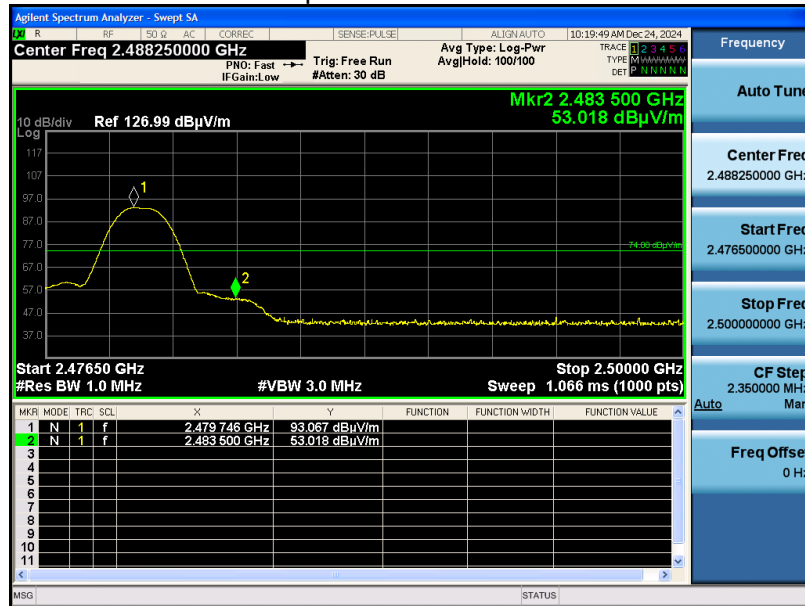 Agilent Spectrum Analyzer - Swept SA
LXI R RF 50 Ω AC CORREC SENSE:PULSE ALIGN AUTO 10:19:49 AM Dec 24, 2024
Center Freq 2.488250000 GHz
PNO: Fast
IFGain:Low
Trig: Free Run
#Atten: 30 dB
Avg Type: Log-Pwr
Avg|Hold: 100/100
TRACE 1 2 3 4 5 6
TYPE M
DET P N N N N N
Mkr2 2.483 500 GHz
53.018 dBµV/m
10 dB/div Ref 126.99 dBµV/m
Log
117
107
97.0
87.0
77.0
67.0
57.0
47.0
37.0
1
2
74.00 dBµV/m
Start 2.47650 GHz Stop 2.50000 GHz
#Res BW 1.0 MHz #VBW 3.0 MHz Sweep 1.066 ms (1000 pts)
MKR MODE TRC SCL X Y FUNCTION FUNCTION WIDTH FUNCTION VALUE
1 N 1 f 2.479 746 GHz 93.067 dBµV/m
2 N 1 f 2.483 500 GHz 53.018 dBµV/m
3
4
5
6
7
8
9
10
11
MSG STATUS
Frequency
Auto Tune
Center Freq
2.488250000 GHz
Start Freq
2.476500000 GHz
Stop Freq
2.500000000 GHz
CF Step
2.350000 MHz
Auto Man
Freq Offset
0 Hz